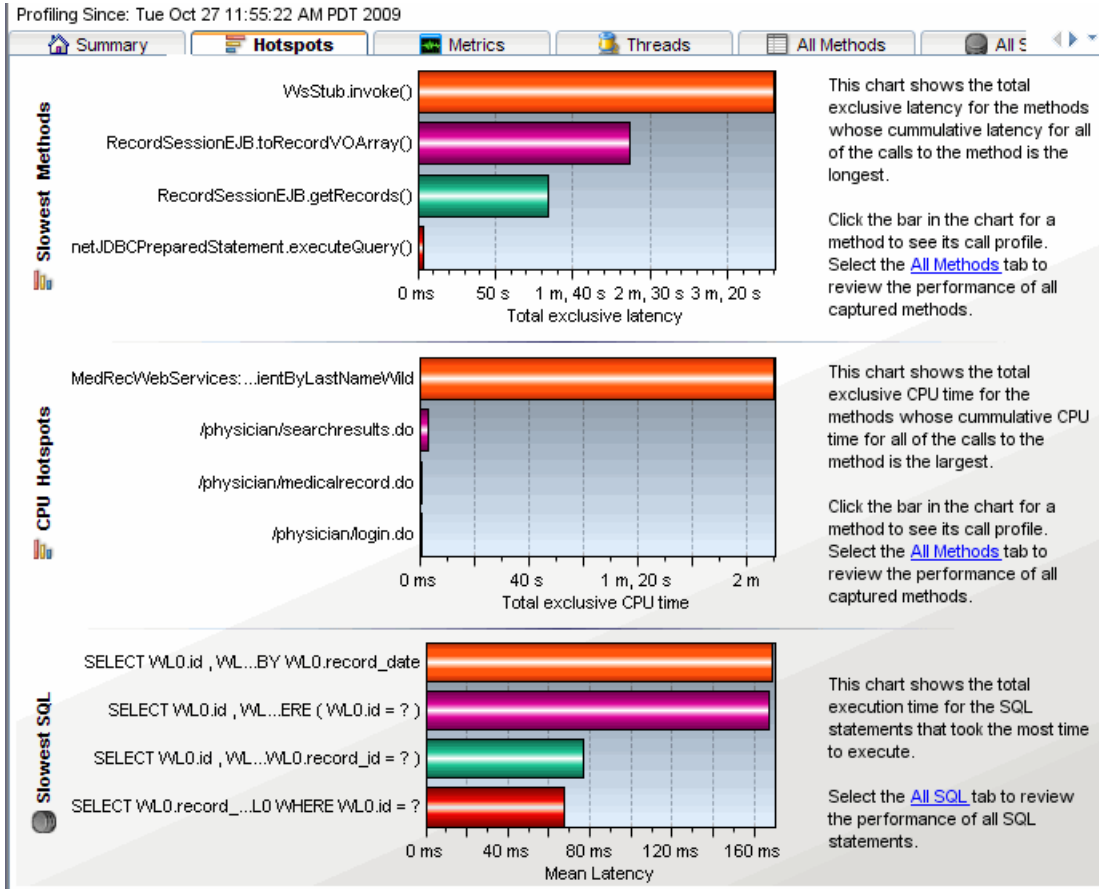 Profiling Since: Tue Oct 27 11:55:22 AM PDT 2009
Summary Hotspots Metrics Threads All Methods All S
Slowest Methods
WsStub.invoke()
RecordSessionEJB.toRecordVOArray()
RecordSessionEJB.getRecords()
netJDBCPreparedStatement.executeQuery()
0 ms 50 s 1 m, 40 s 2 m, 30 s 3 m, 20 s
Total exclusive latency
This chart shows the total
exclusive latency for the methods
whose cummulative latency for all
of the calls to the method is the
longest.
Click the bar in the chart for a
method to see its call profile.
Select the All Methods tab to
review the performance of all
captured methods.
CPU Hotspots
MedRecWebServices:...ientByLastNameWild
/physician/searchresults.do
/physician/medicalrecord.do
/physician/login.do
0 ms 40 s 1 m, 20 s 2 m
Total exclusive CPU time
This chart shows the total
exclusive CPU time for the
methods whose cummulative CPU
time for all of the calls to the
method is the largest.
Click the bar in the chart for a
method to see its call profile.
Select the All Methods tab to
review the performance of all
captured methods.
Slowest SQL
SELECT WL0.id , WL...BY WL0.record_date
SELECT WL0.id , WL...ERE ( WL0.id = ? )
SELECT WL0.id , WL...WL0.record_id = ? )
SELECT WL0.record_...L0 WHERE WL0.id = ?
0 ms 40 ms 80 ms 120 ms 160 ms
Mean Latency
This chart shows the total
execution time for the SQL
statements that took the most time
to execute.
Select the All SQL tab to review
the performance of all SQL
statements.